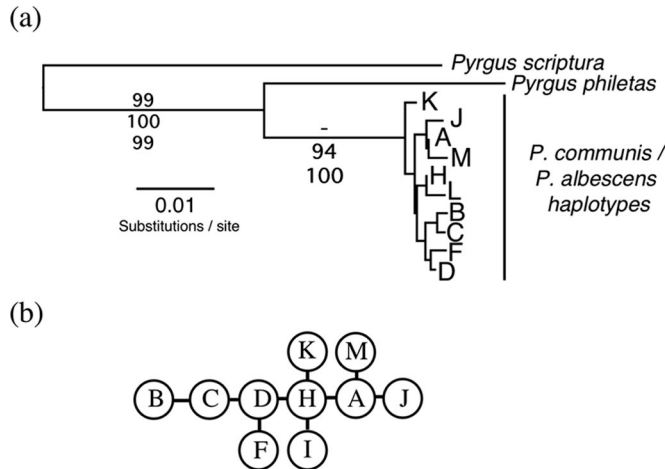 (a)
Pyrgus scriptura
Pyrgus philetas
99
100
99
-
94
100
K
J
A
M
H
L
B
C
F
D
P. communis /
P. albescens
haplotypes
0.01
Substitutions / site
(b)
K M
B C D H A J
F I